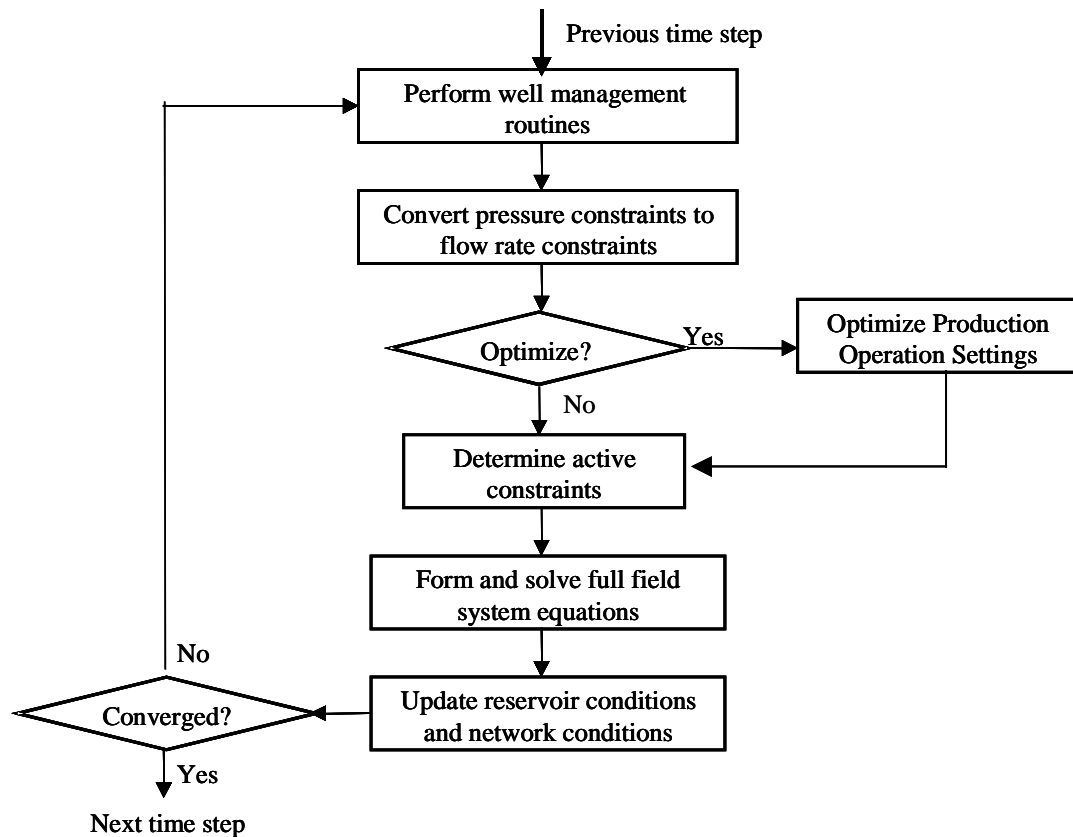 Previous time step
Perform well management
routines
Convert pressure constraints to
flow rate constraints
Optimize?
Yes
Optimize Production
Operation Settings
No
Determine active
constraints
Form and solve full field
system equations
No
Update reservoir conditions
and network conditions
Converged?
Yes
Next time step